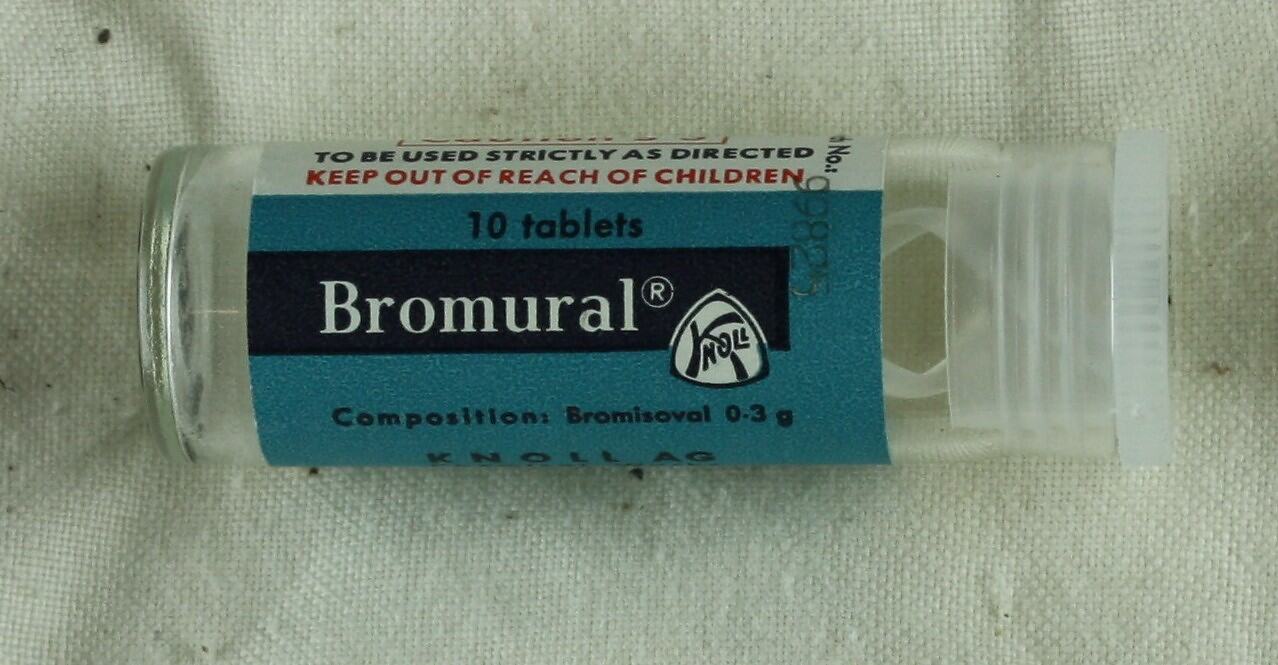 TO BE USED STRICTLY AS DIRECTED
KEEP OUT OF REACH OF CHILDREN
No.:
10 tablets
Bromural®
KNOLL
Composition: Bromisoval 0·3 g
KNOLL AG